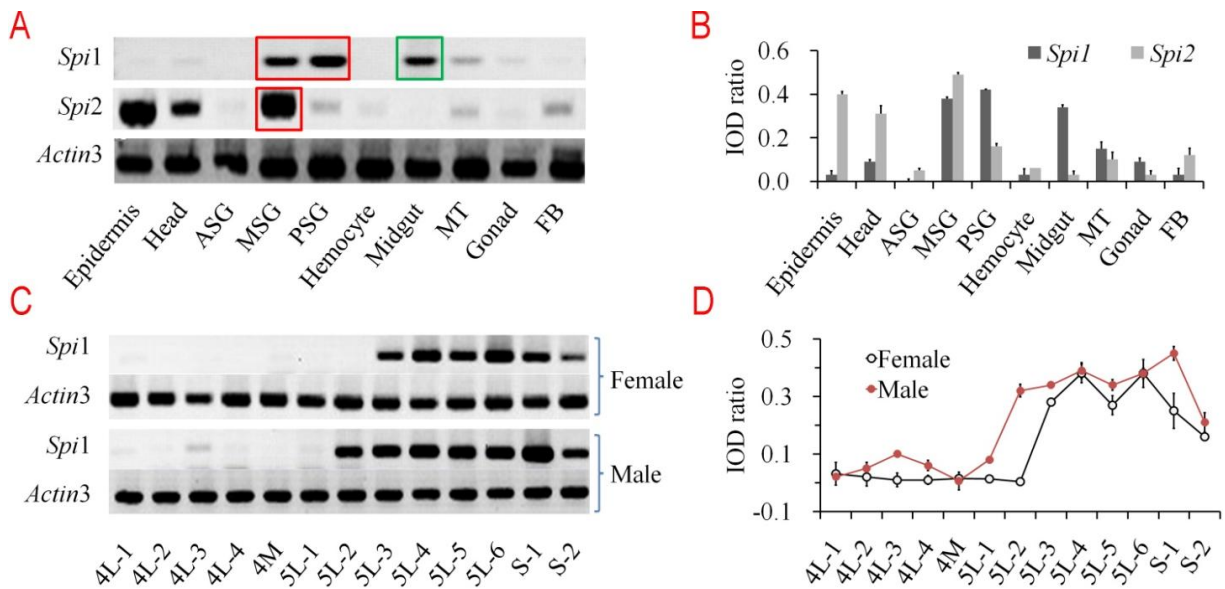 A
Spi1
Spi2
Actin3
Epidermis
Head
ASG
MSG
PSG
Hemocyte
Midgut
MT
Gonad
FB
B
IOD ratio
0.6
0.4
0.2
0.0
Spi1
Spi2
Epidermis
Head
ASG
MSG
PSG
Hemocyte
Midgut
MT
Gonad
FB
C
Spi1
Actin3
Female
Spi1
Actin3
Male
4L-1
4L-2
4L-3
4L-4
4M
5L-1
5L-2
5L-3
5L-4
5L-5
5L-6
S-1
S-2
D
IOD ratio
0.5
0.3
0.1
-0.1
Female
Male
4L-1
4L-2
4L-3
4L-4
4M
5L-1
5L-2
5L-3
5L-4
5L-5
5L-6
S-1
S-2